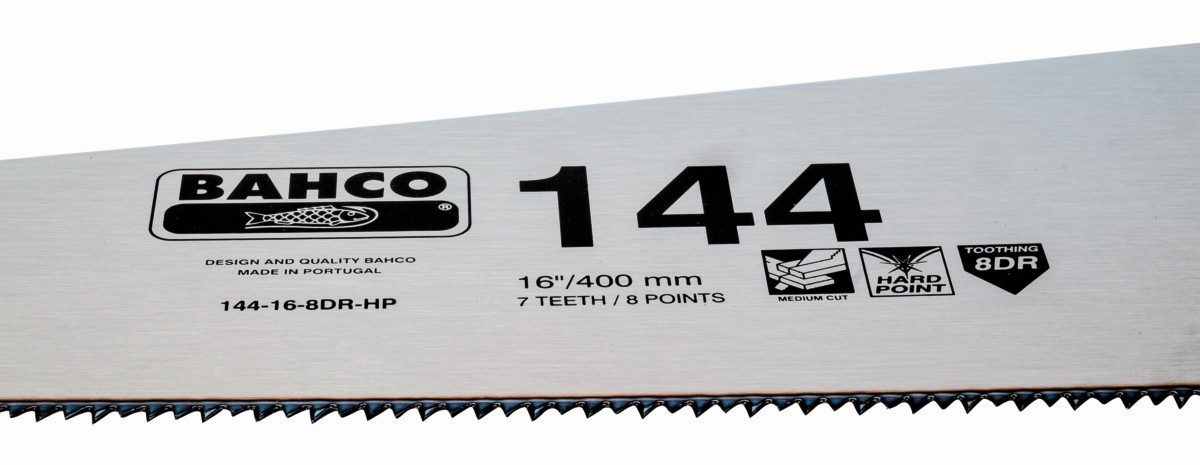 BAHCO
®
DESIGN AND QUALITY BAHCO
MADE IN PORTUGAL
144-16-8DR-HP
144
16"/400 mm
7 TEETH / 8 POINTS
MEDIUM CUT
HARD
POINT
TOOTHING
8DR